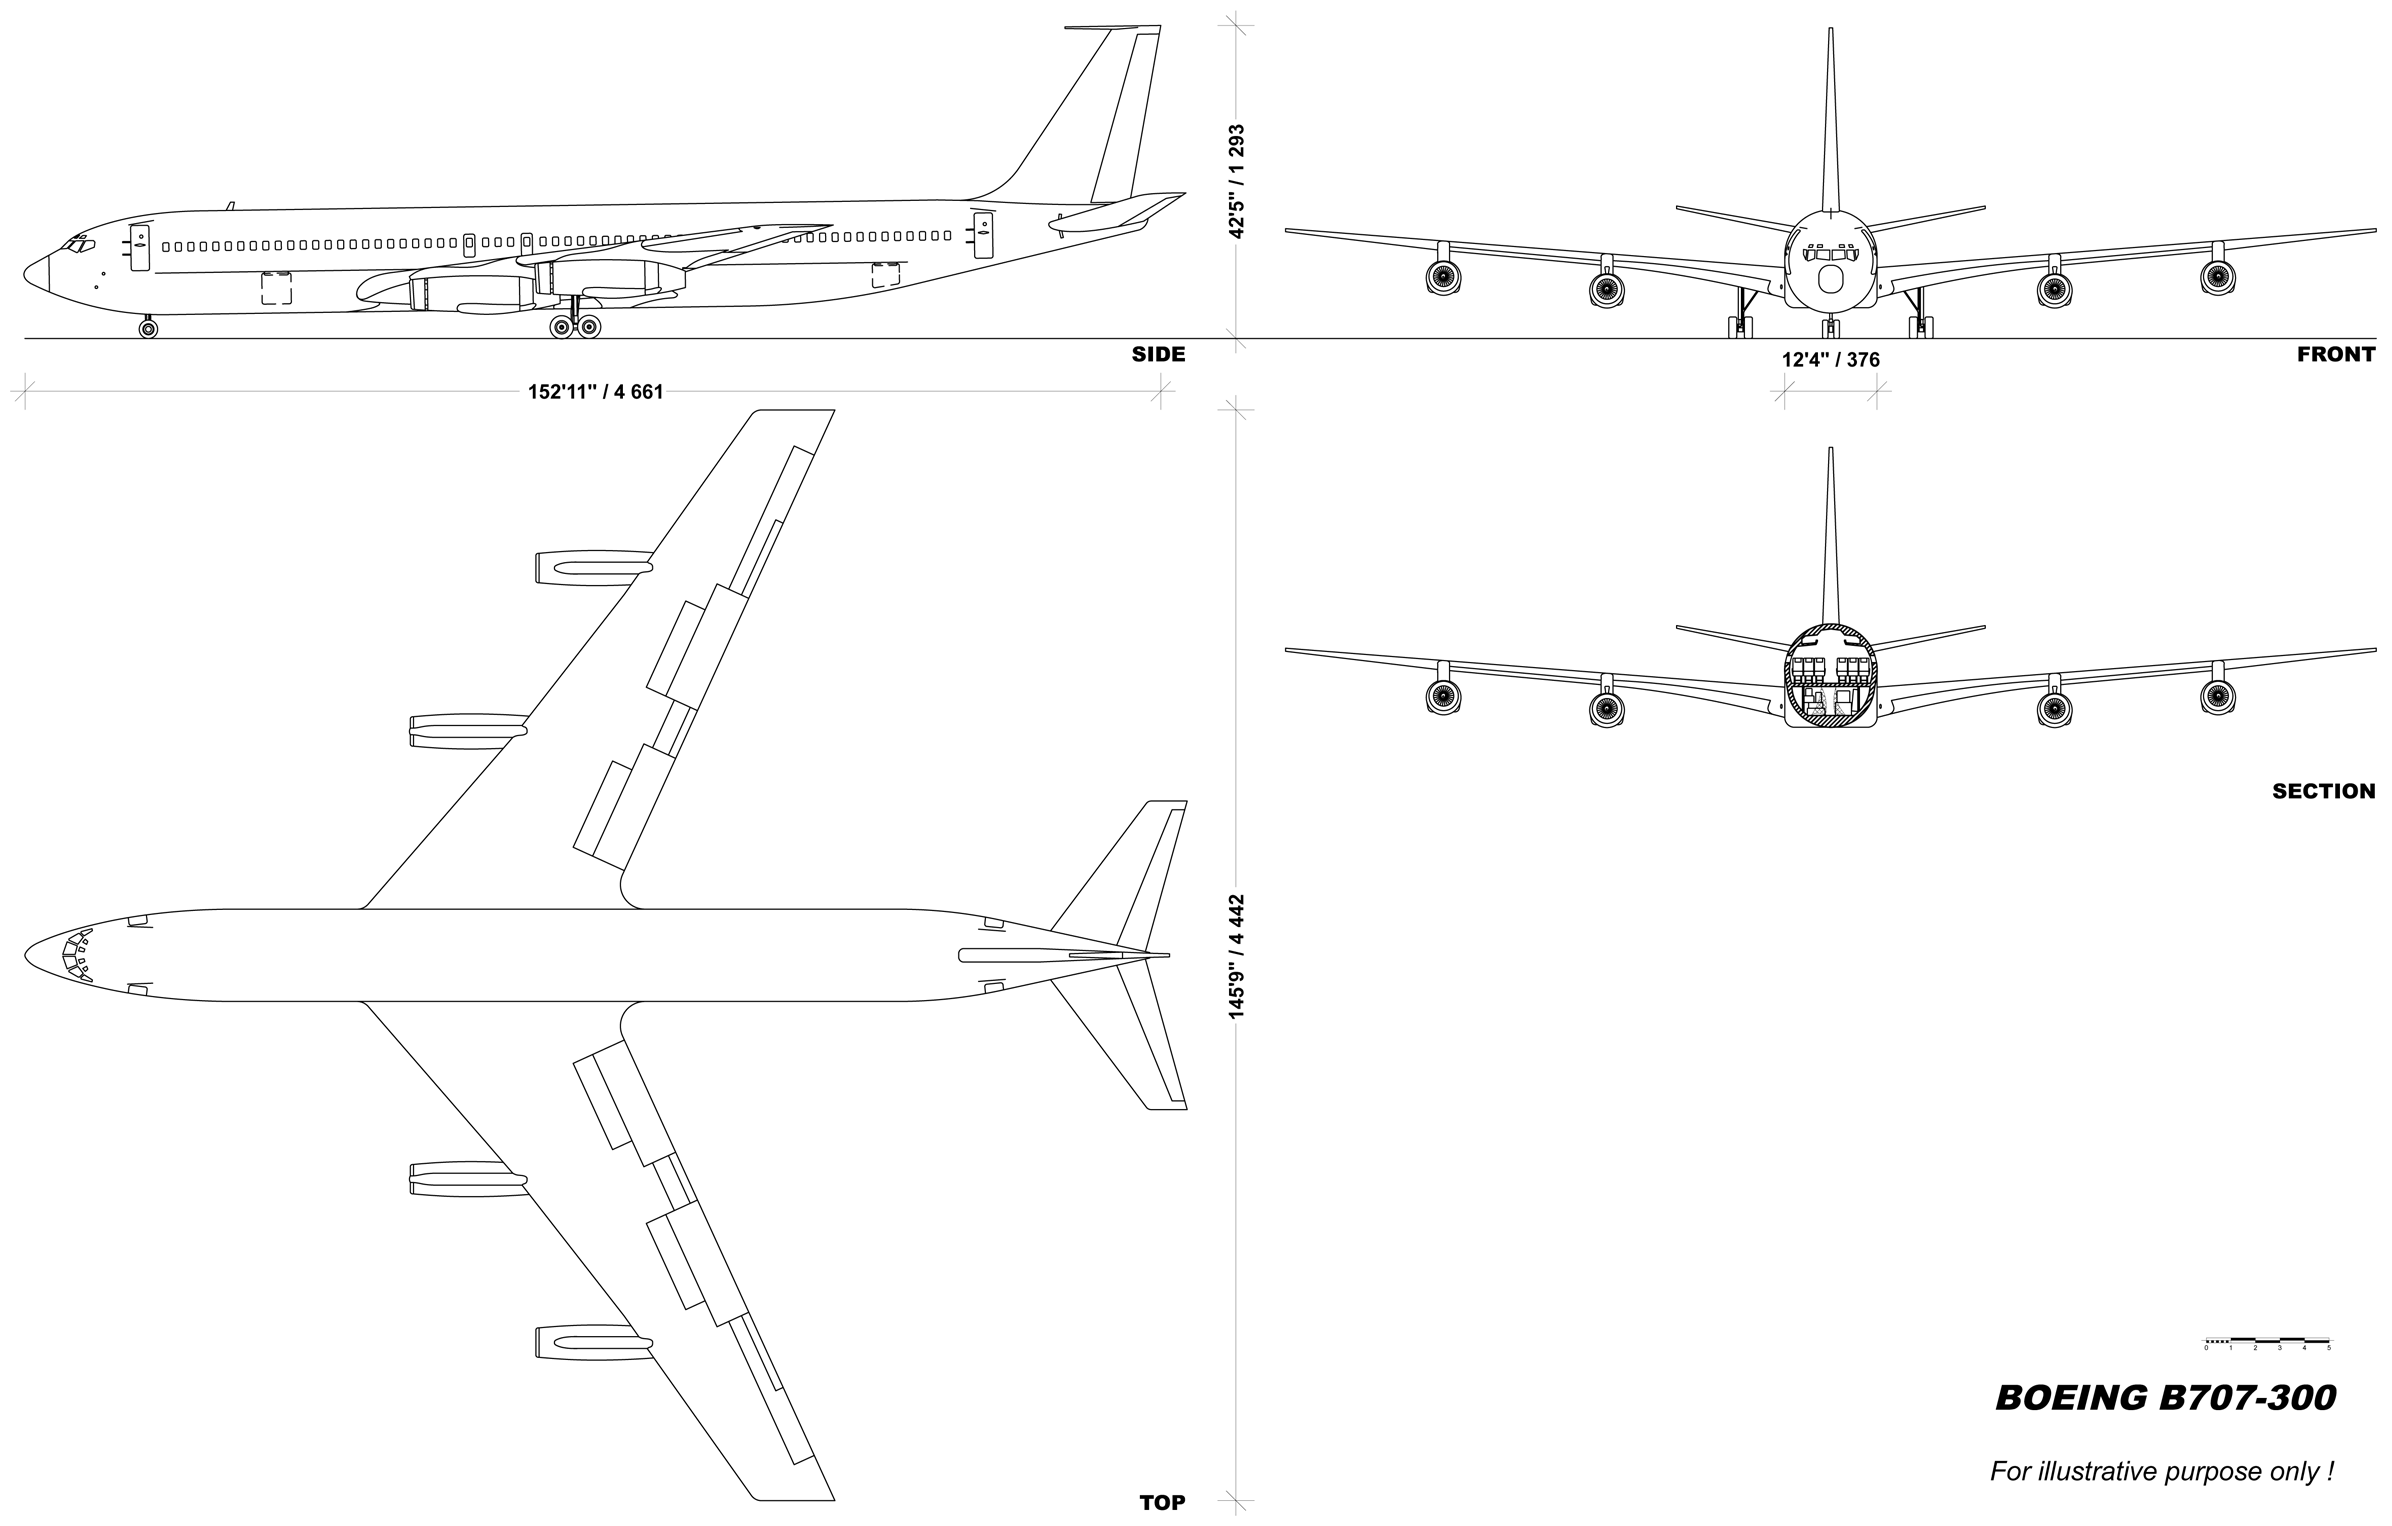 42'5" / 1 293
SIDE
FRONT
12'4" / 376
152'11" / 4 661
SECTION
145'9" / 4 442
0 1 2 3 4 5
BOEING B707-300
For illustrative purpose only !
TOP